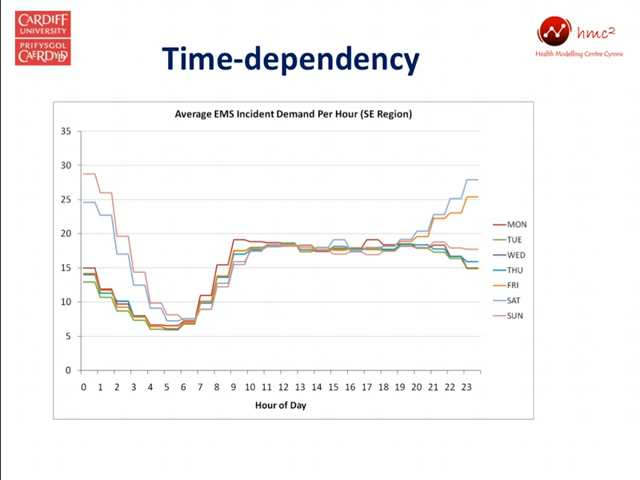 CARDIFF
UNIVERSITY
PRIFYSGOL
CAERDYDD
hmc²
Health Modelling Centre Cymru
Time-dependency
Average EMS Incident Demand Per Hour (SE Region)
35
30
25
20
15
10
5
0
0 1 2 3 4 5 6 7 8 9 10 11 12 13 14 15 16 17 18 19 20 21 22 23
Hour of Day
MON
TUE
WED
THU
FRI
SAT
SUN